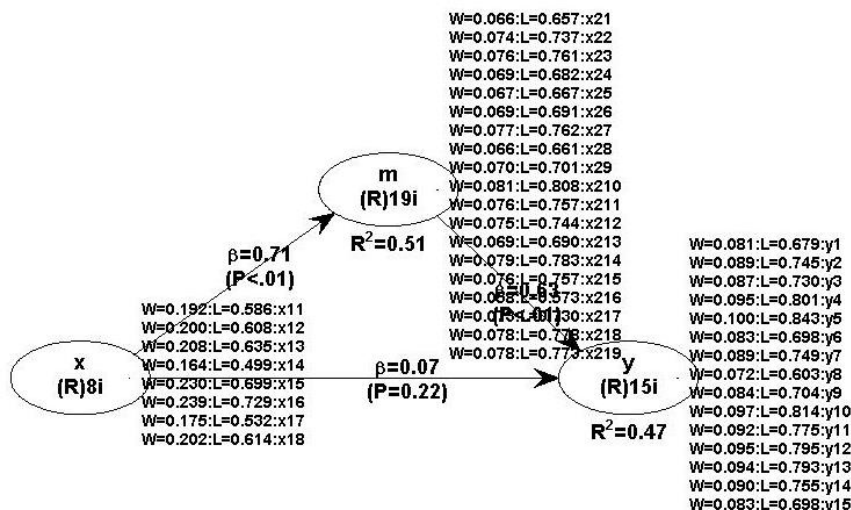 W=0.066:L=0.657:x21
W=0.074:L=0.737:x22
W=0.076:L=0.761:x23
W=0.069:L=0.682:x24
W=0.067:L=0.667:x25
W=0.069:L=0.691:x26
W=0.077:L=0.762:x27
W=0.066:L=0.661:x28
W=0.070:L=0.701:x29
W=0.081:L=0.808:x210
W=0.076:L=0.757:x211
W=0.075:L=0.744:x212
W=0.069:L=0.690:x213
W=0.079:L=0.783:x214
W=0.076:L=0.757:x215
W=0.058:L=0.573:x216
W=0.078:L=0.778:x218
W=0.078:L=0.773:x219
m
(R)19i
R²=0.51
β=0.71
(P<.01)
β=0.63
(P<.01)
W=0.192:L=0.586:x11
W=0.200:L=0.608:x12
W=0.208:L=0.635:x13
W=0.164:L=0.499:x14
W=0.230:L=0.699:x15
W=0.239:L=0.729:x16
W=0.175:L=0.532:x17
W=0.202:L=0.614:x18
x
(R)8i
β=0.07
(P=0.22)
y
(R)15i
R²=0.47
W=0.081:L=0.679:y1
W=0.089:L=0.745:y2
W=0.087:L=0.730:y3
W=0.095:L=0.801:y4
W=0.100:L=0.843:y5
W=0.083:L=0.698:y6
W=0.089:L=0.749:y7
W=0.072:L=0.603:y8
W=0.084:L=0.704:y9
W=0.097:L=0.814:y10
W=0.092:L=0.775:y11
W=0.095:L=0.795:y12
W=0.094:L=0.793:y13
W=0.090:L=0.755:y14
W=0.083:L=0.698:y15